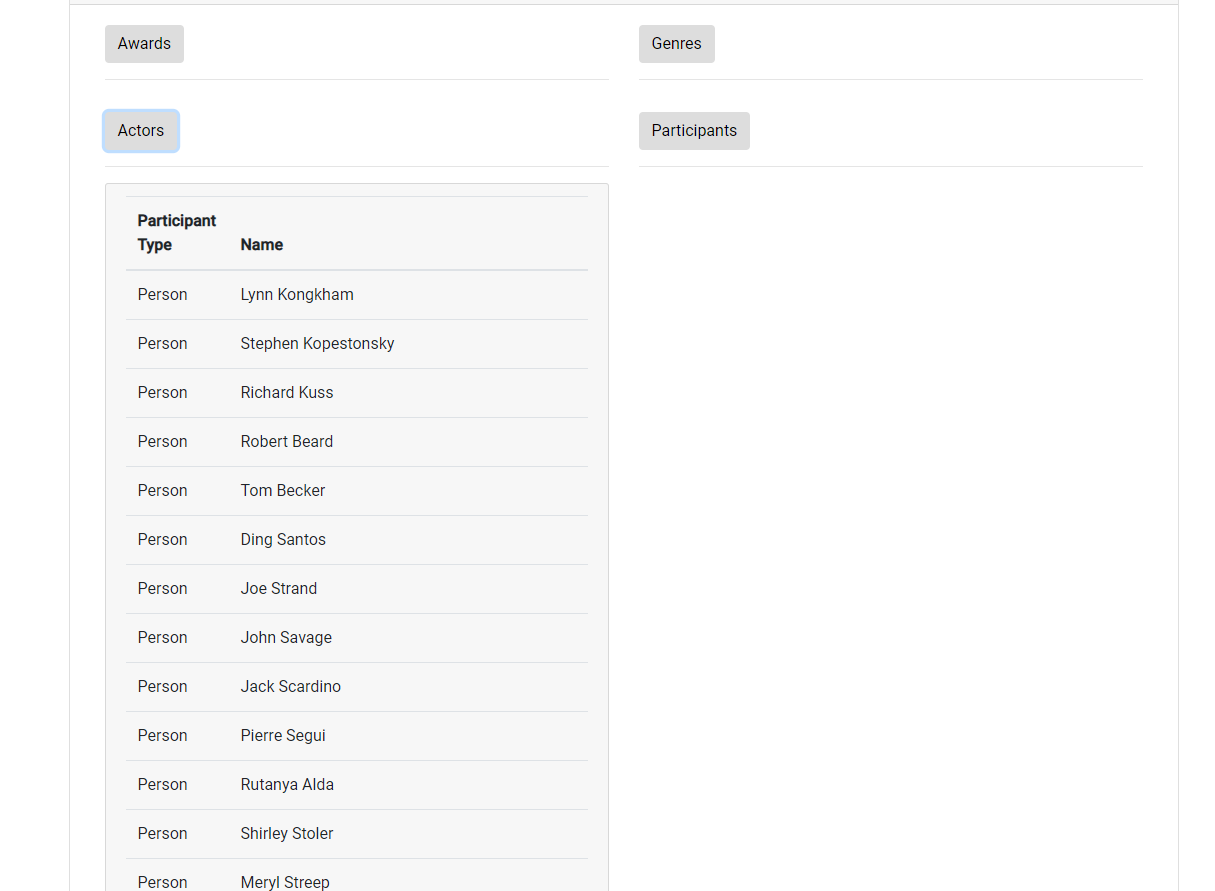 Awards
Genres
Actors
Participants
Participant
Type Name
Person Lynn Kongkham
Person Stephen Kopestonsky
Person Richard Kuss
Person Robert Beard
Person Tom Becker
Person Ding Santos
Person Joe Strand
Person John Savage
Person Jack Scardino
Person Pierre Segui
Person Rutanya Alda
Person Shirley Stoler
Person Meryl Streep